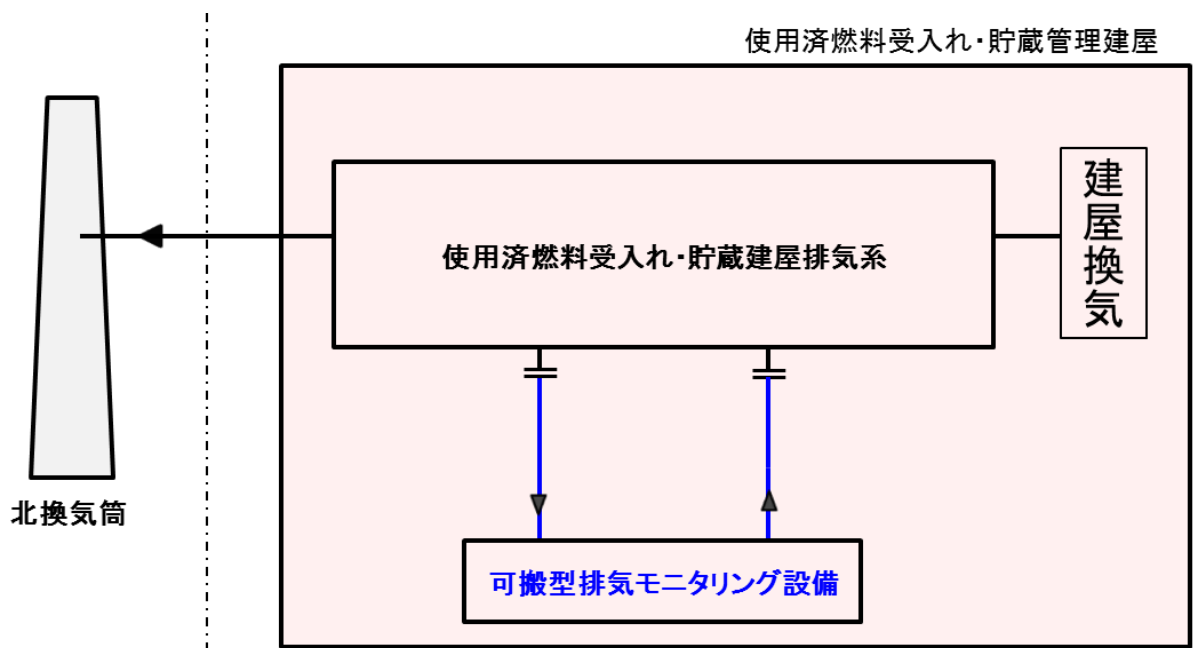 使用済燃料受入れ・貯蔵管理建屋
建屋換気
使用済燃料受入れ・貯蔵建屋排気系
北換気筒
可搬型排気モニタリング設備